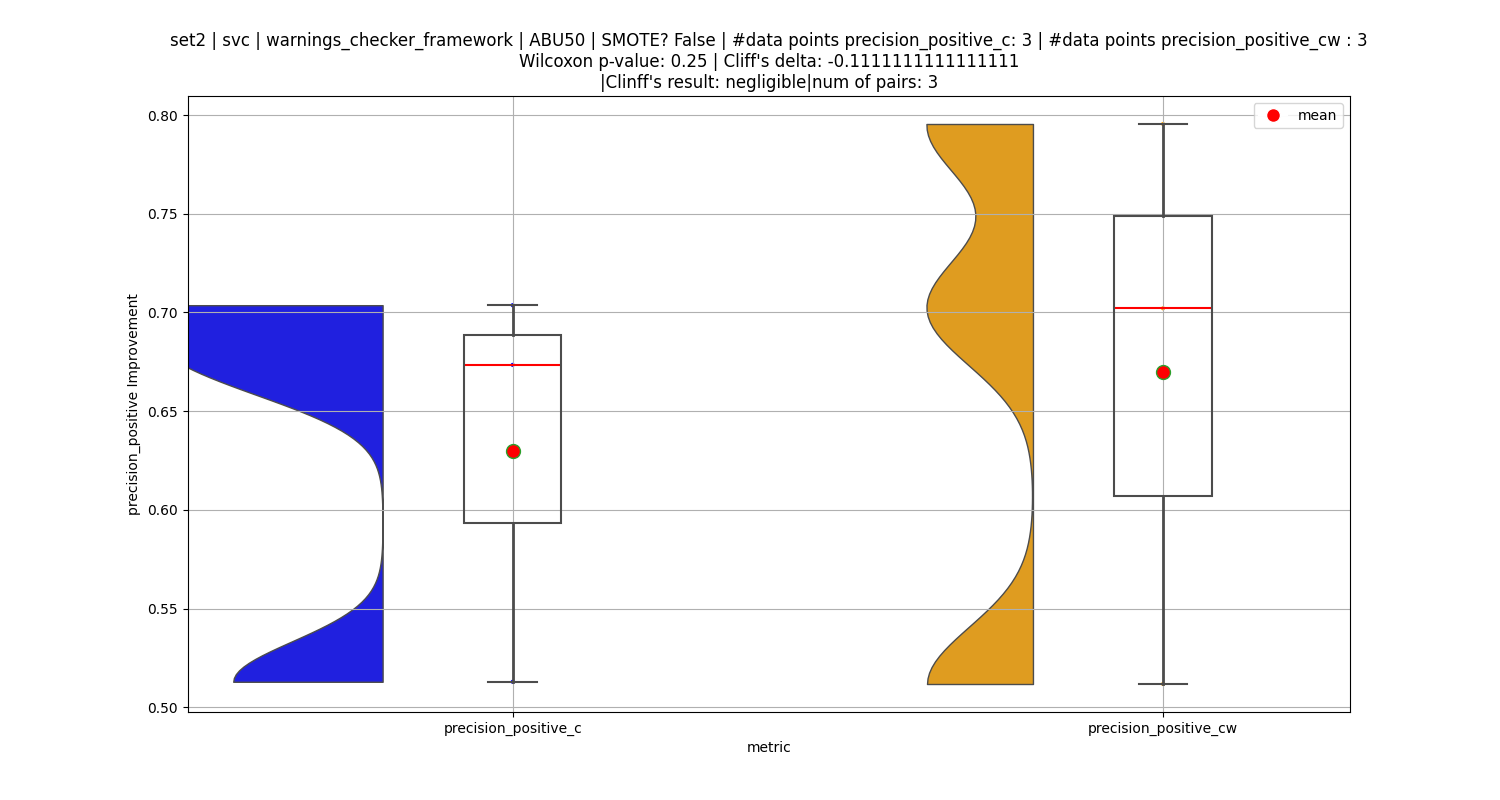 set2 | svc | warnings_checker_framework | ABU50 | SMOTE? False | #data points precision_positive_c: 3 | #data points precision_positive_cw : 3
Wilcoxon p-value: 0.25 | Cliff's delta: -0.1111111111111111
|Clinff's result: negligible|num of pairs: 3
mean
0.80
0.75
0.70
0.65
0.60
0.55
0.50
precision_positive Improvement
precision_positive_c
precision_positive_cw
metric